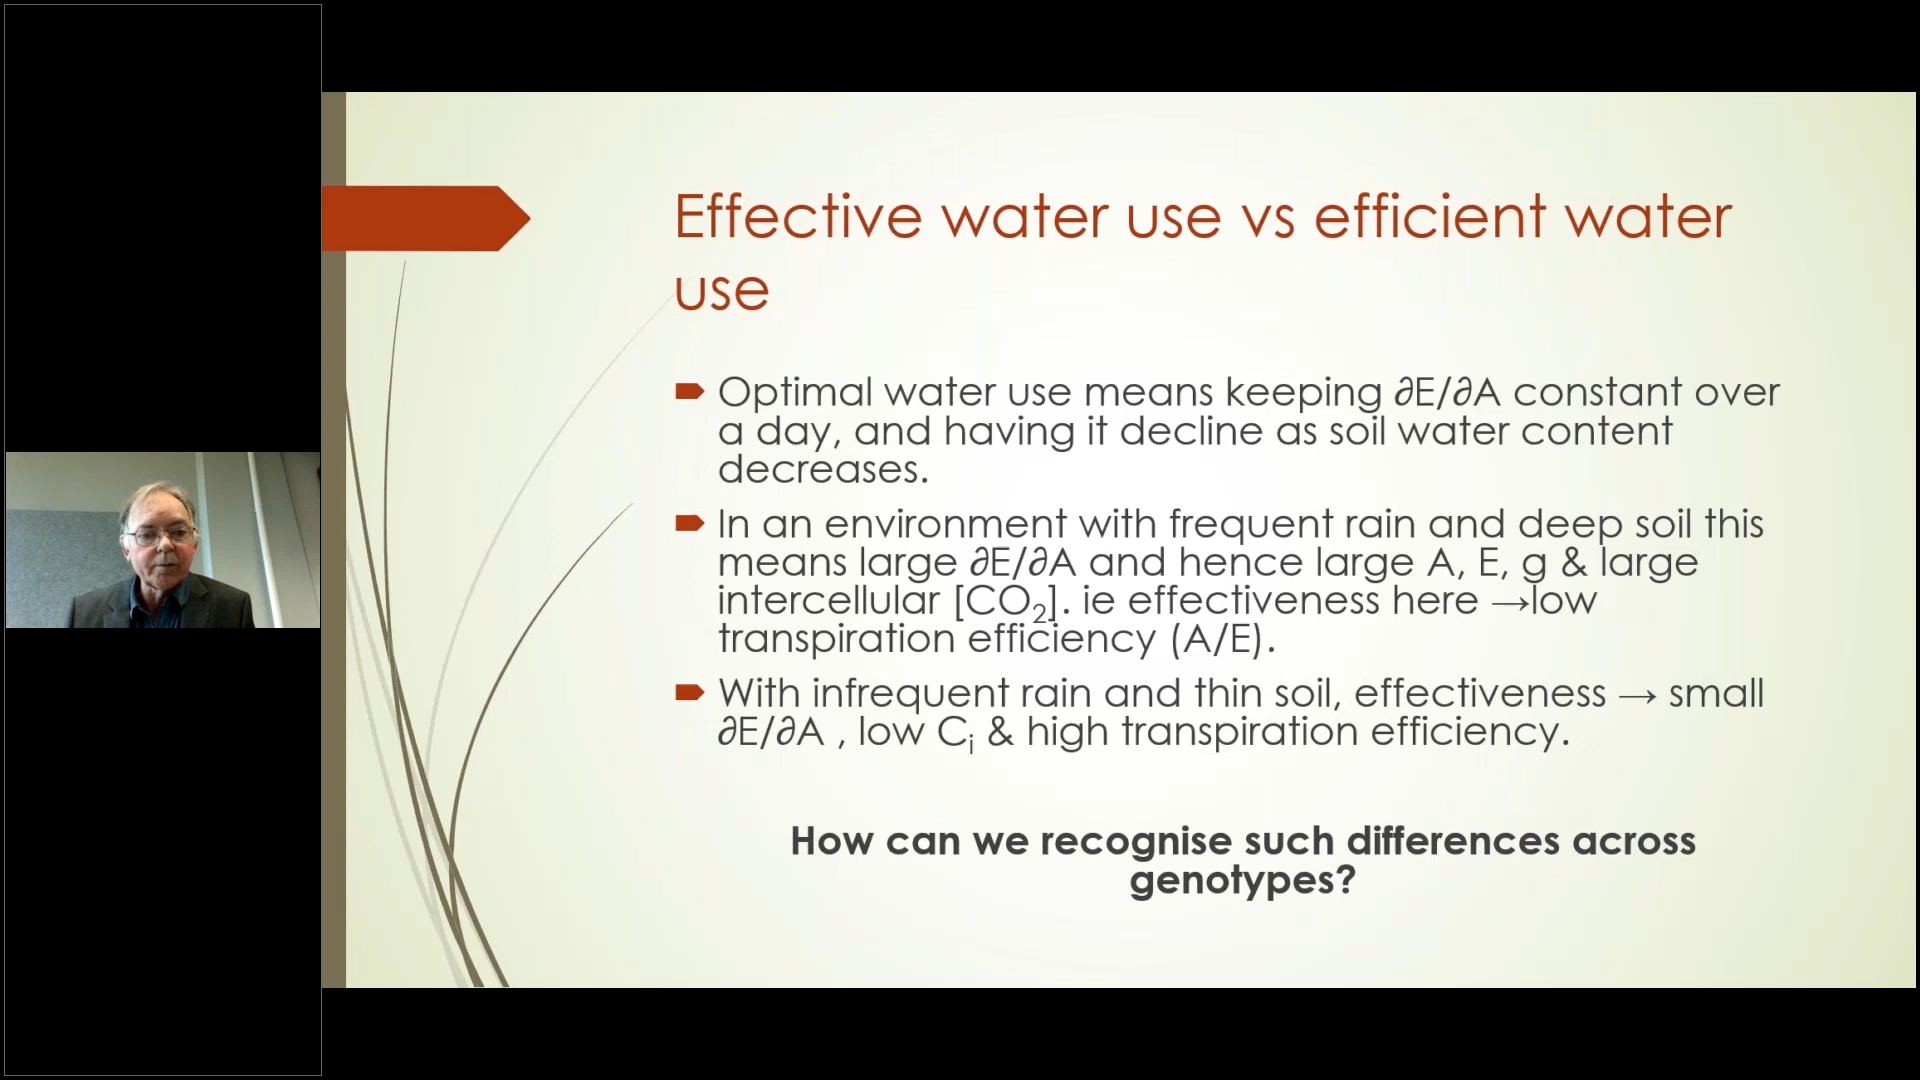 Effective water use vs efficient water
use
Optimal water use means keeping ∂E/∂A constant over
a day, and having it decline as soil water content
decreases.
In an environment with frequent rain and deep soil this
means large ∂E/∂A and hence large A, E, g & large
intercellular [CO₂]. ie effectiveness here →low
transpiration efficiency (A/E).
With infrequent rain and thin soil, effectiveness → small
∂E/∂A , low Cᵢ & high transpiration efficiency.
How can we recognise such differences across
genotypes?